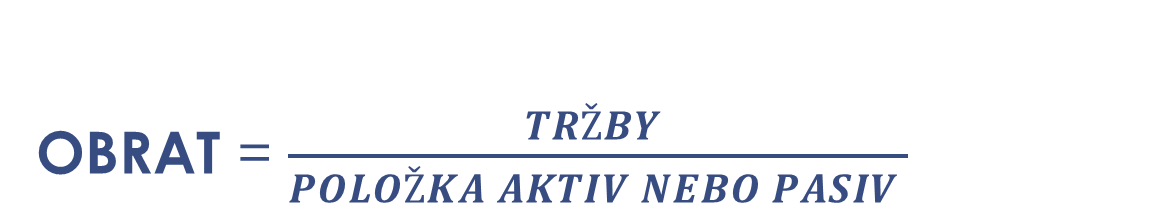 TRŽBY
OBRAT =
POLOŽKA AKTIV NEBO PASIV